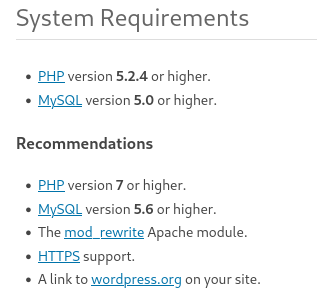 System Requirements
PHP version 5.2.4 or higher.
MySQL version 5.0 or higher.
Recommendations
PHP version 7 or higher.
MySQL version 5.6 or higher.
The mod_rewrite Apache module.
HTTPS support.
A link to wordpress.org on your site.